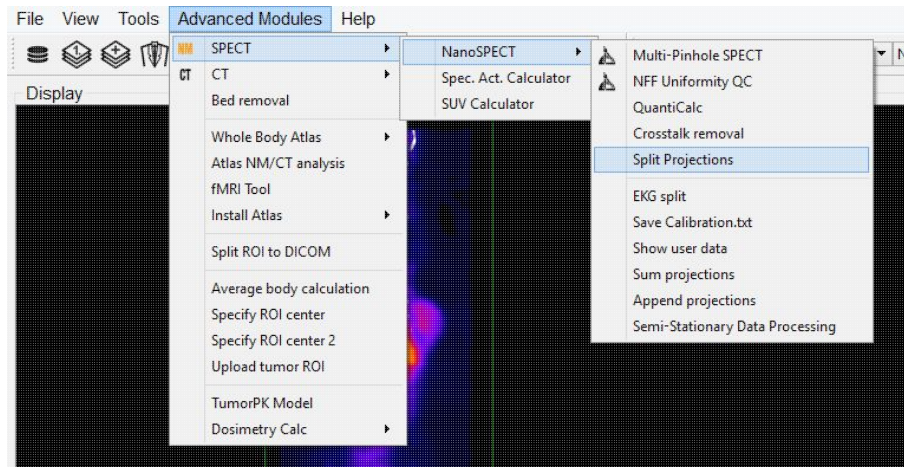 File View Tools Advanced Modules Help
Display
NM SPECT
CT CT
Bed removal
Whole Body Atlas
Atlas NM/CT analysis
fMRI Tool
Install Atlas
Split ROI to DICOM
Average body calculation
Specify ROI center
Specify ROI center 2
Upload tumor ROI
TumorPK Model
Dosimetry Calc
NanoSPECT
Spec. Act. Calculator
SUV Calculator
Multi-Pinhole SPECT
NFF Uniformity QC
QuantiCalc
Crosstalk removal
Split Projections
EKG split
Save Calibration.txt
Show user data
Sum projections
Append projections
Semi-Stationary Data Processing